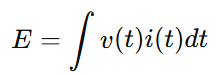 E = ∫ v(t)i(t)dt